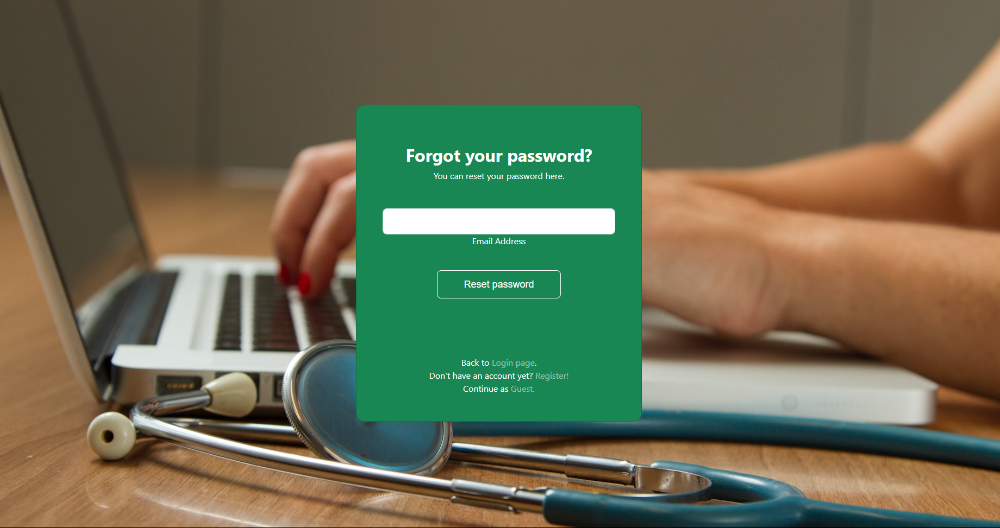 Forgot your password?
You can reset your password here.
Email Address
Reset password
Back to Login page.
Don't have an account yet? Register!
Continue as Guest.